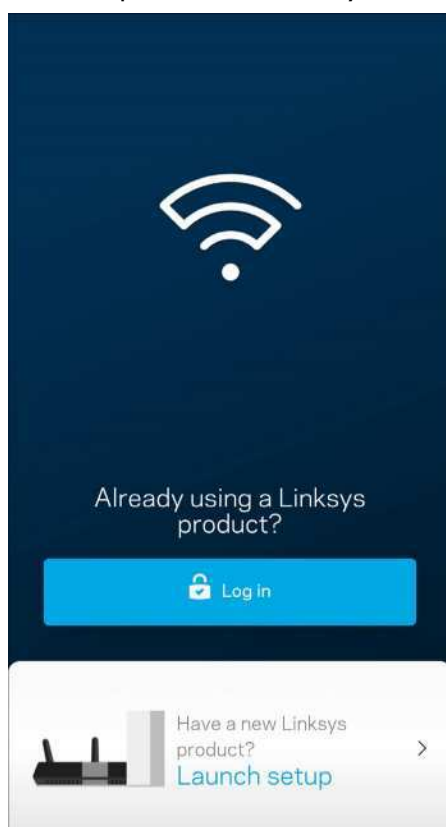 Already using a Linksys
product?
Log in
Have a new Linksys
product?
Launch setup